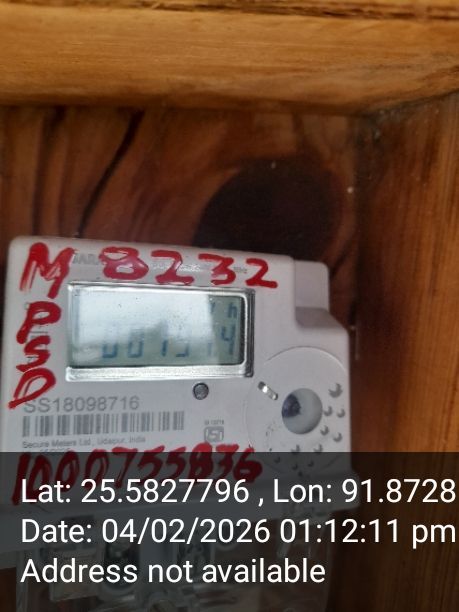 M 8232
P
S
D
h
SS18098716
Secure Meters Ltd., Udaipur, India
1000755836
Lat: 25.5827796 , Lon: 91.8728
Date: 04/02/2026 01:12:11 pm
Address not available